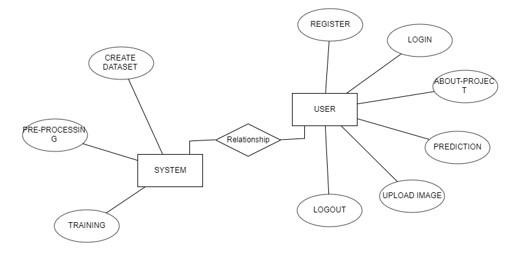 REGISTER
LOGIN
CREATE
DATASET
ABOUT-PROJEC
T
USER
PRE-PROCESSIN
G
Relationship
PREDICTION
SYSTEM
UPLOAD IMAGE
LOGOUT
TRAINING